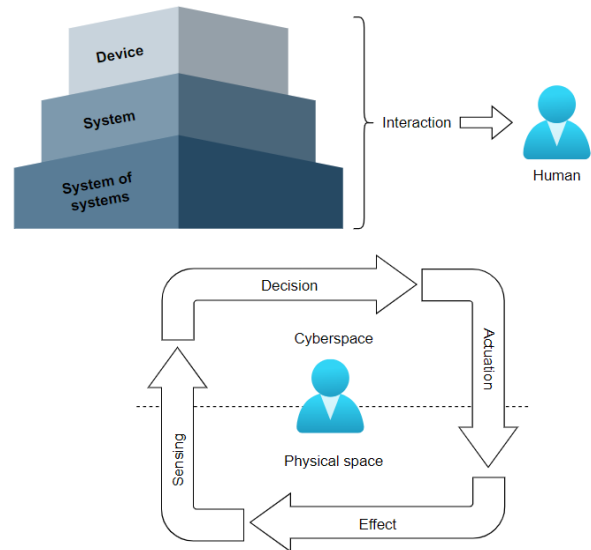 Device
System
System of
systems
Interaction
Human
Decision
Actuation
Cyberspace
Physical space
Sensing
Effect